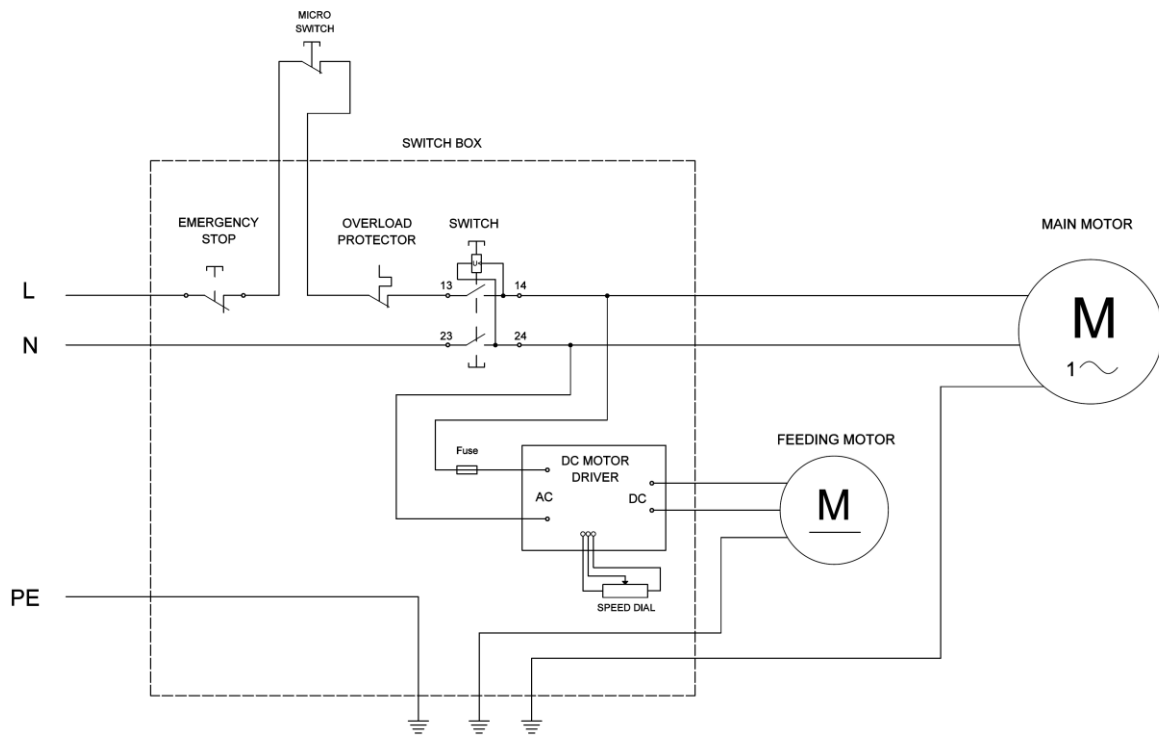 MICRO
SWITCH
SWITCH BOX
EMERGENCY
STOP
OVERLOAD
PROTECTOR
SWITCH
MAIN MOTOR
U<
L
13
14
M
1
N
23
24
FEEDING MOTOR
Fuse
DC MOTOR
DRIVER
AC
DC
M
PE
SPEED DIAL